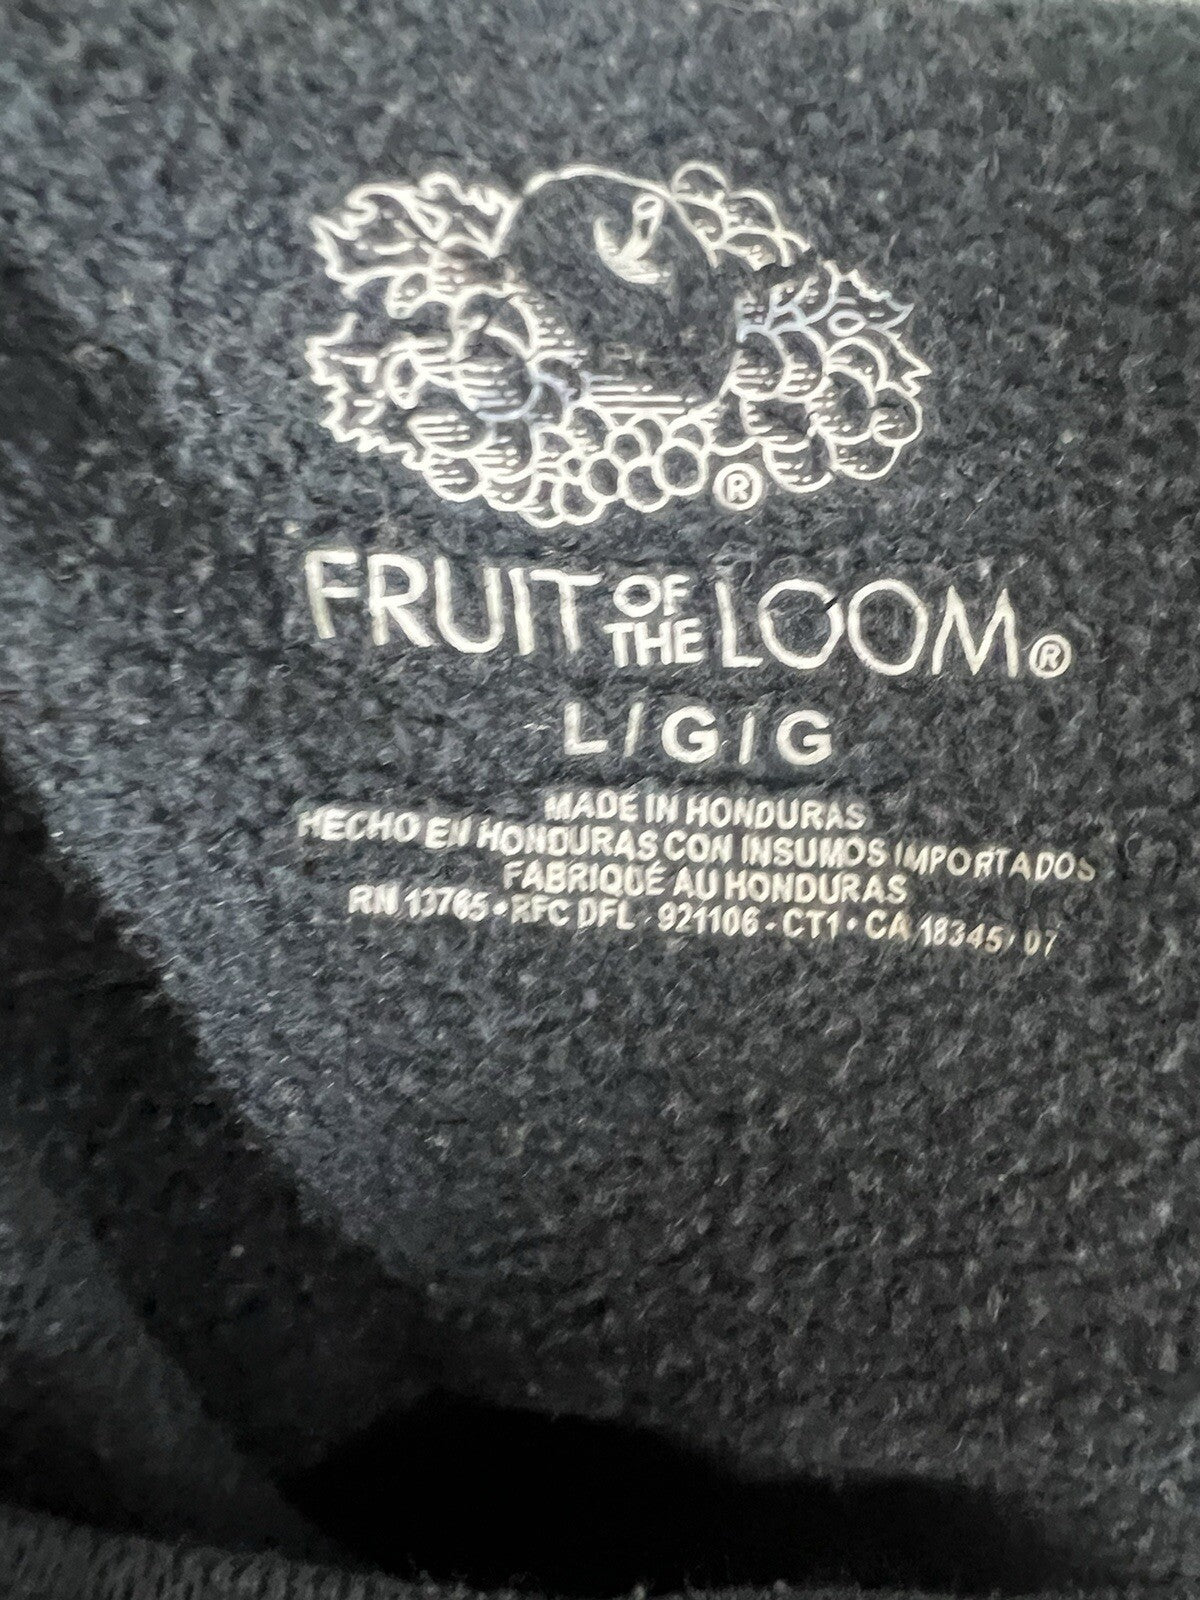 ®
FRUIT OF THE LOOM®
L/G/G
MADE IN HONDURAS
HECHO EN HONDURAS CON INSUMOS IMPORTADOS
FABRIQUÉ AU HONDURAS
RN 13765 • RFC DFL - 921106 - CT1 • CA 18345 • 07